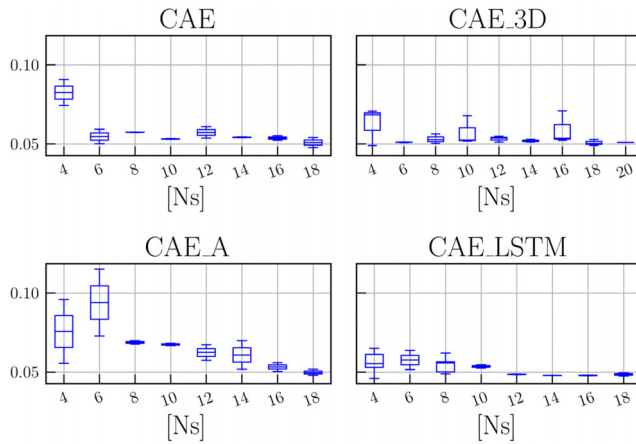 CAE CAE_3D
0.10
0.05
4 6 8 10 12 14 16 18 4 6 8 10 12 14 16 18 20
[Ns] [Ns]
CAE_A CAE_LSTM
0.10
0.05
4 6 8 10 12 14 16 18 4 6 8 10 12 14 16 18
[Ns] [Ns]